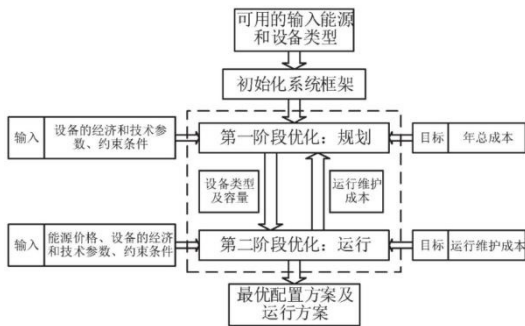 可用的输入能源
和设备类型
初始化系统框架
输入
设备的经济和技术参
数、约束条件
第一阶段优化：规划
目标
年总成本
设备类型
及容量
运行维护
成本
输入
能源价格、设备的经济
和技术参数、约束条件
第二阶段优化：运行
目标
运行维护成本
最优配置方案及
运行方案